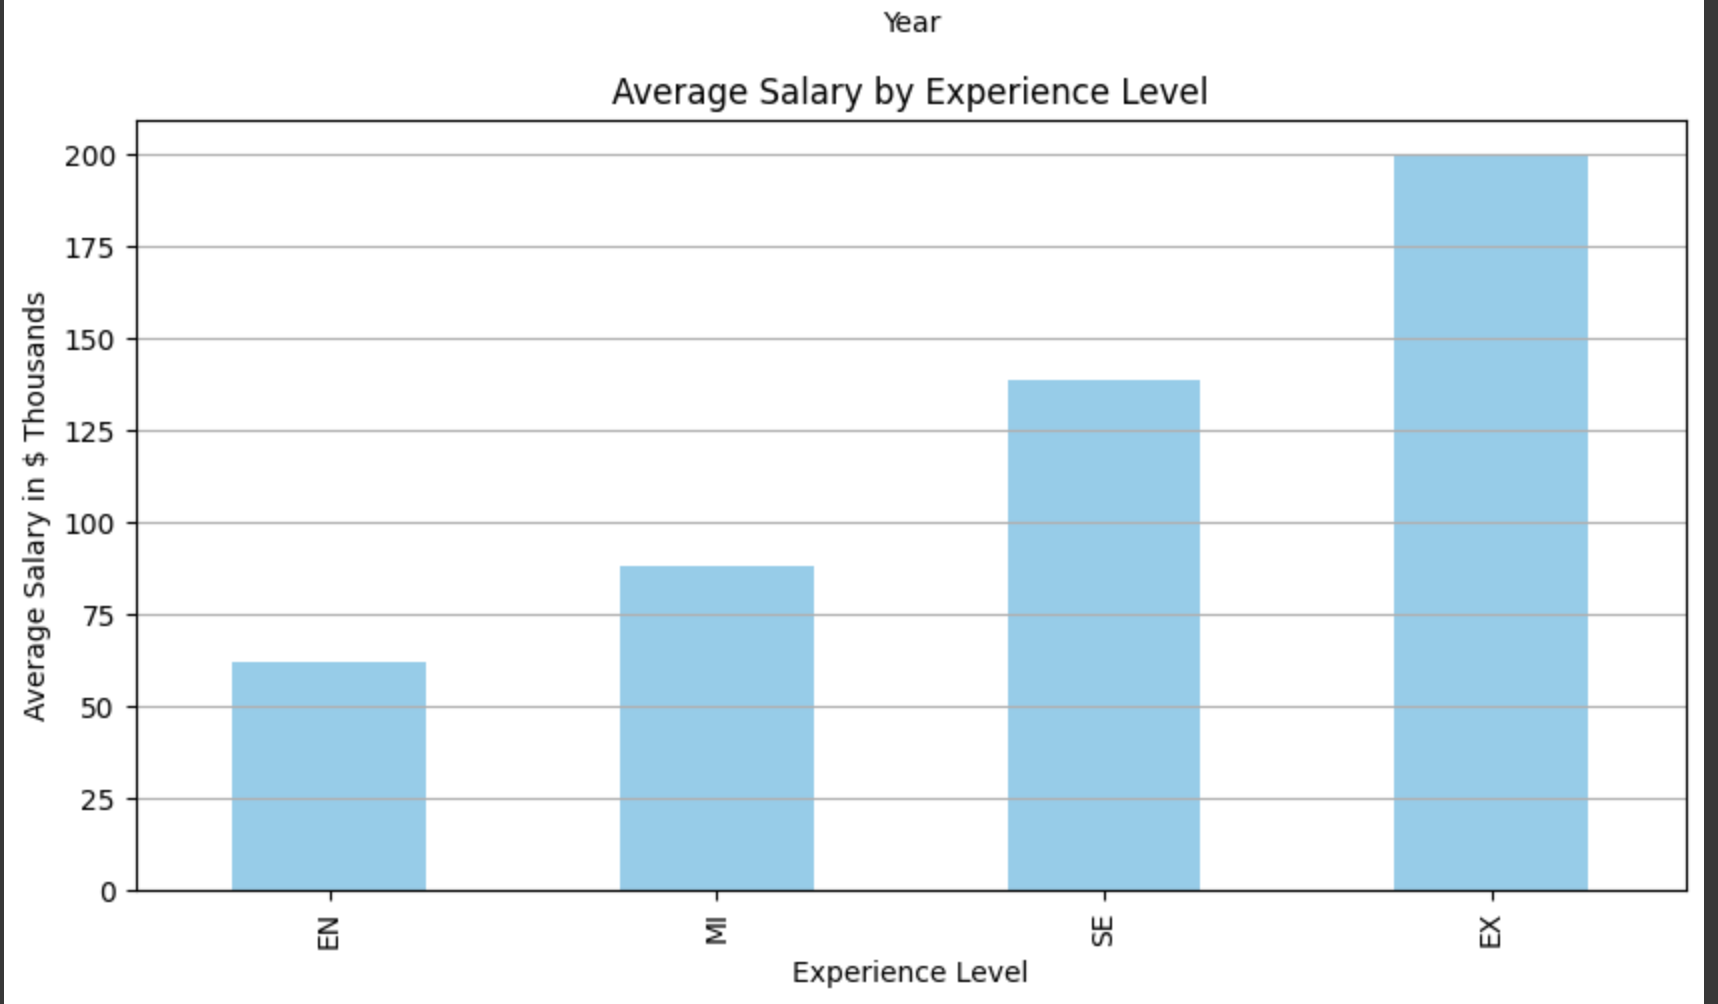 Year
Average Salary by Experience Level
Average Salary in $ Thousands
200
175
150
125
100
75
50
25
0
EN MI SE EX
Experience Level